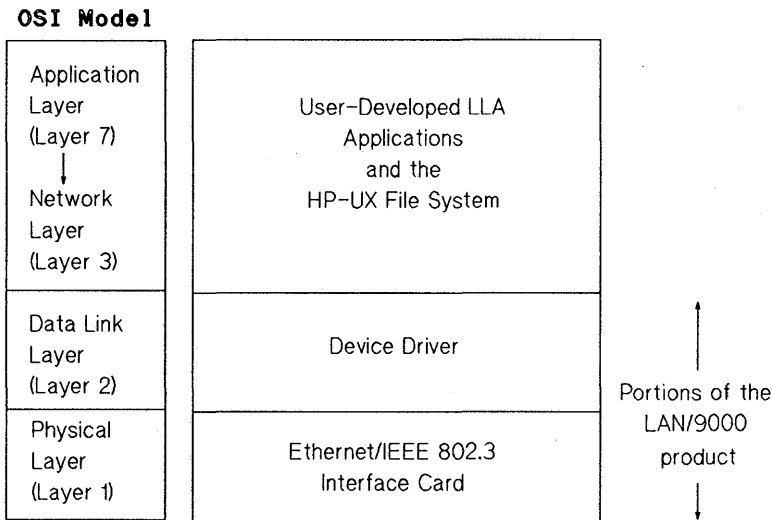 OSI Model
Application
Layer
(Layer 7)
Network
Layer
(Layer 3)
Data Link
Layer
(Layer 2)
Physical
Layer
(Layer 1)
User-Developed LLA
Applications
and the
HP-UX File System
Device Driver
Ethernet/IEEE 802.3
Interface Card
Portions of the
LAN/9000
product